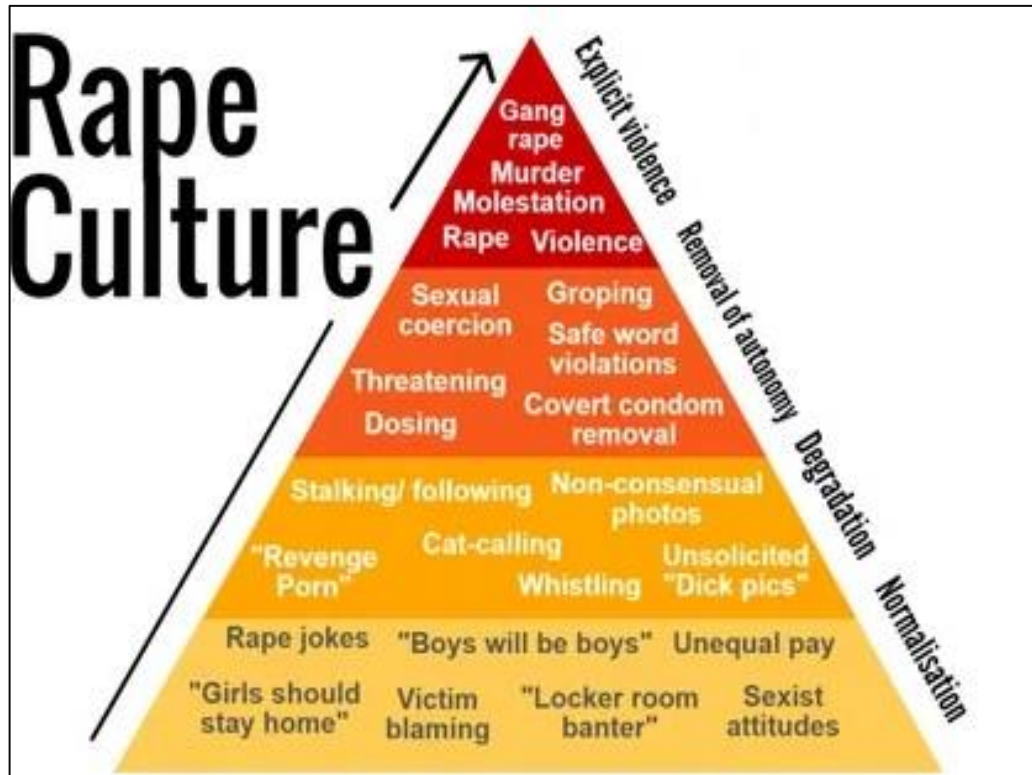 Rape
Culture
Gang
rape
Murder
Molestation
Rape Violence
Sexual
coercion
Groping
Safe word
violations
Threatening
Dosing
Covert condom
removal
Stalking/ following
Non-consensual
photos
"Revenge
Porn"
Cat-calling
Whistling
Unsolicited
"Dick pics"
Rape jokes
"Boys will be boys"
Unequal pay
"Girls should
stay home"
Victim
blaming
"Locker room
banter"
Sexist
attitudes
Explicit violence
Removal of autonomy
Degradation
Normalisation